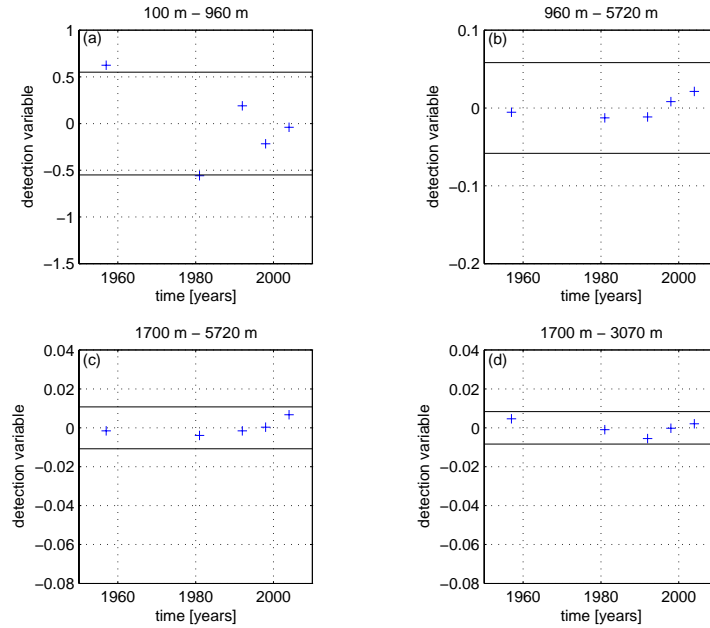 100 m − 960 m
(a)
1
0.5
0
−0.5
−1
−1.5
detection variable
1960
1980
2000
time [years]
960 m − 5720 m
(b)
0.1
0
−0.1
−0.2
detection variable
1960
1980
2000
time [years]
1700 m − 5720 m
(c)
0.04
0.02
0
−0.02
−0.04
−0.06
−0.08
detection variable
1960
1980
2000
time [years]
1700 m − 3070 m
(d)
0.04
0.02
0
−0.02
−0.04
−0.06
−0.08
detection variable
1960
1980
2000
time [years]